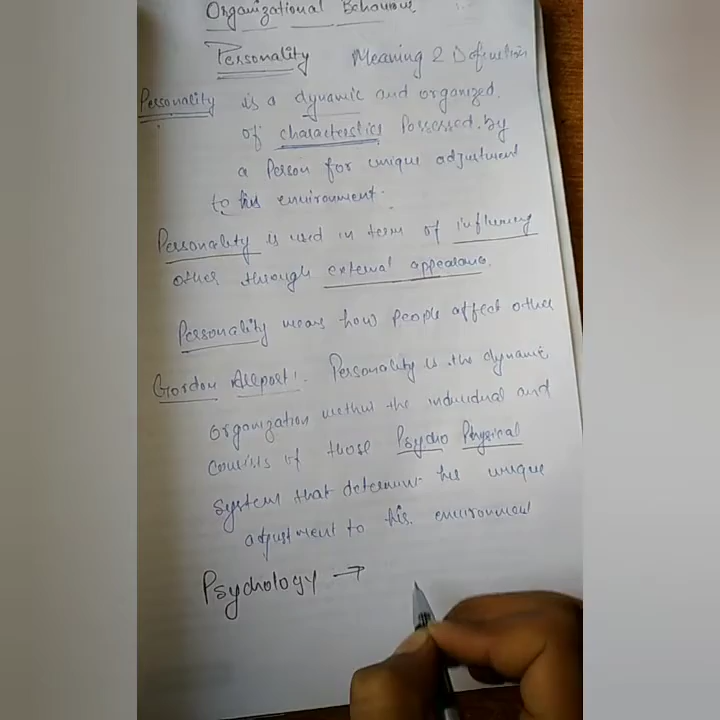 Organizational Behaviour
Personality Meaning & Definition
Personality is a dynamic and organized
of characteristics Possessed by
a Person for unique adjustment
to his environment.
Personality is used in term of influening
other through external appearance.
Personality means how people affect other
Gordon Allport: Personality is the dynamic
organization within the individual and
consists of those Psycho Physical
system that determine his unique
adjustment to his environment
Psychology →